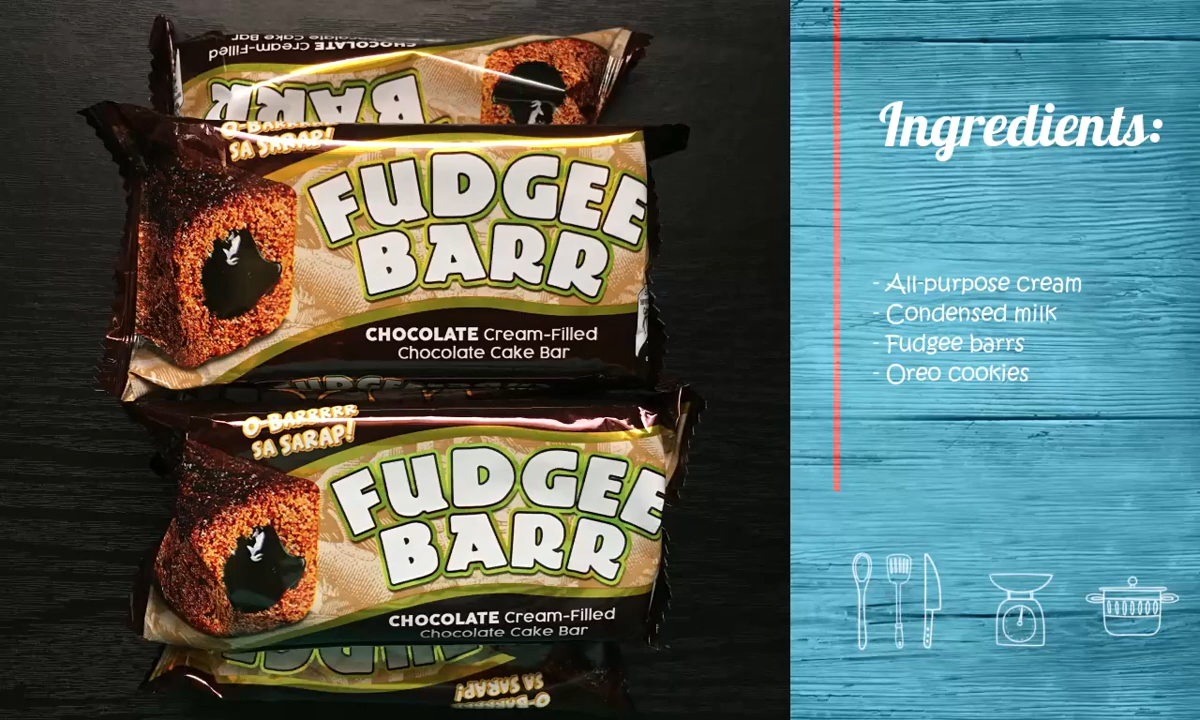 CHOCOLATE Cream-Filled
Chocolate Cake Bar
BARR
O-BARRRRR
SA SARAP!
FUDGEE
BARR
CHOCOLATE Cream-Filled
Chocolate Cake Bar
O-BARRRRR
SA SARAP!
FUDGEE
BARR
CHOCOLATE Cream-Filled
Chocolate Cake Bar
SA SARAP!
Ingredients:
- All-purpose cream
- Condensed milk
- Fudgee barrs
- Oreo cookies